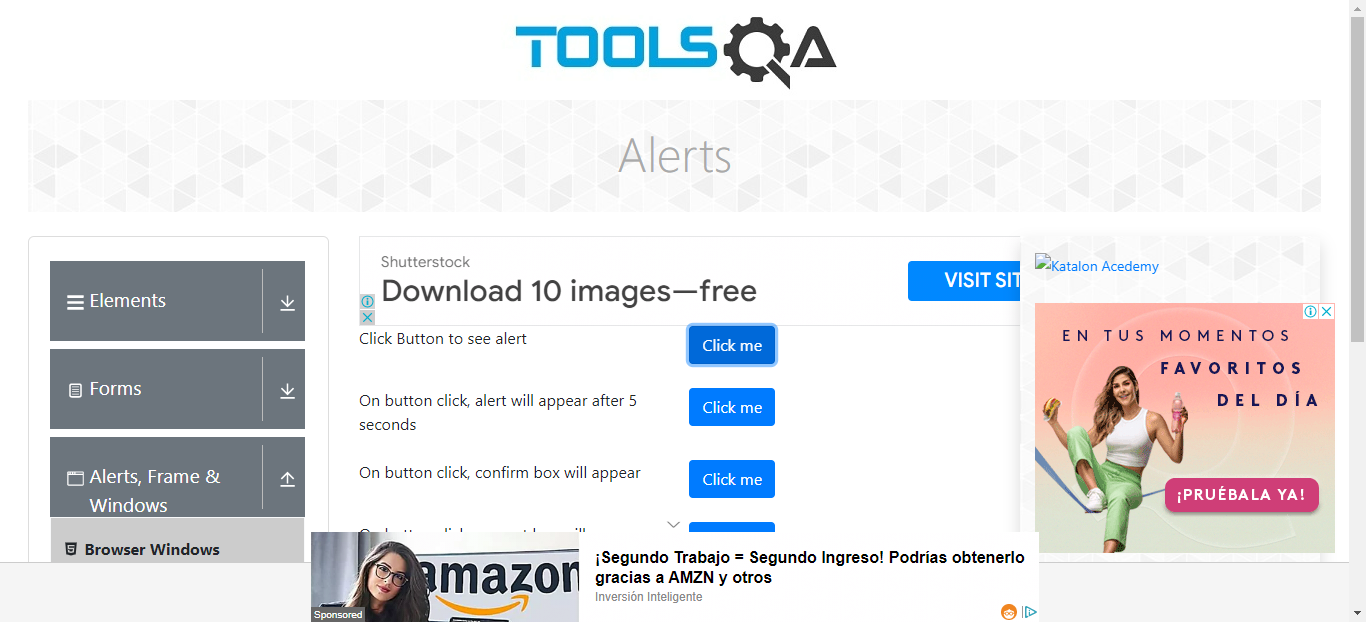 TOOLSQA
Alerts
Elements
Forms
Alerts, Frame &
Windows
Browser Windows
Shutterstock
Download 10 images—free
VISIT SIT
Click Button to see alert
Click me
On button click, alert will appear after 5
seconds
Click me
On button click, confirm box will appear
Click me
Katalon Acedemy
EN TUS MOMENTOS
FAVORITOS
DEL DÍA
¡PRUÉBALA YA!
amazon
Sponsored
¡Segundo Trabajo = Segundo Ingreso! Podrías obtenerlo
gracias a AMZN y otros
Inversión Inteligente